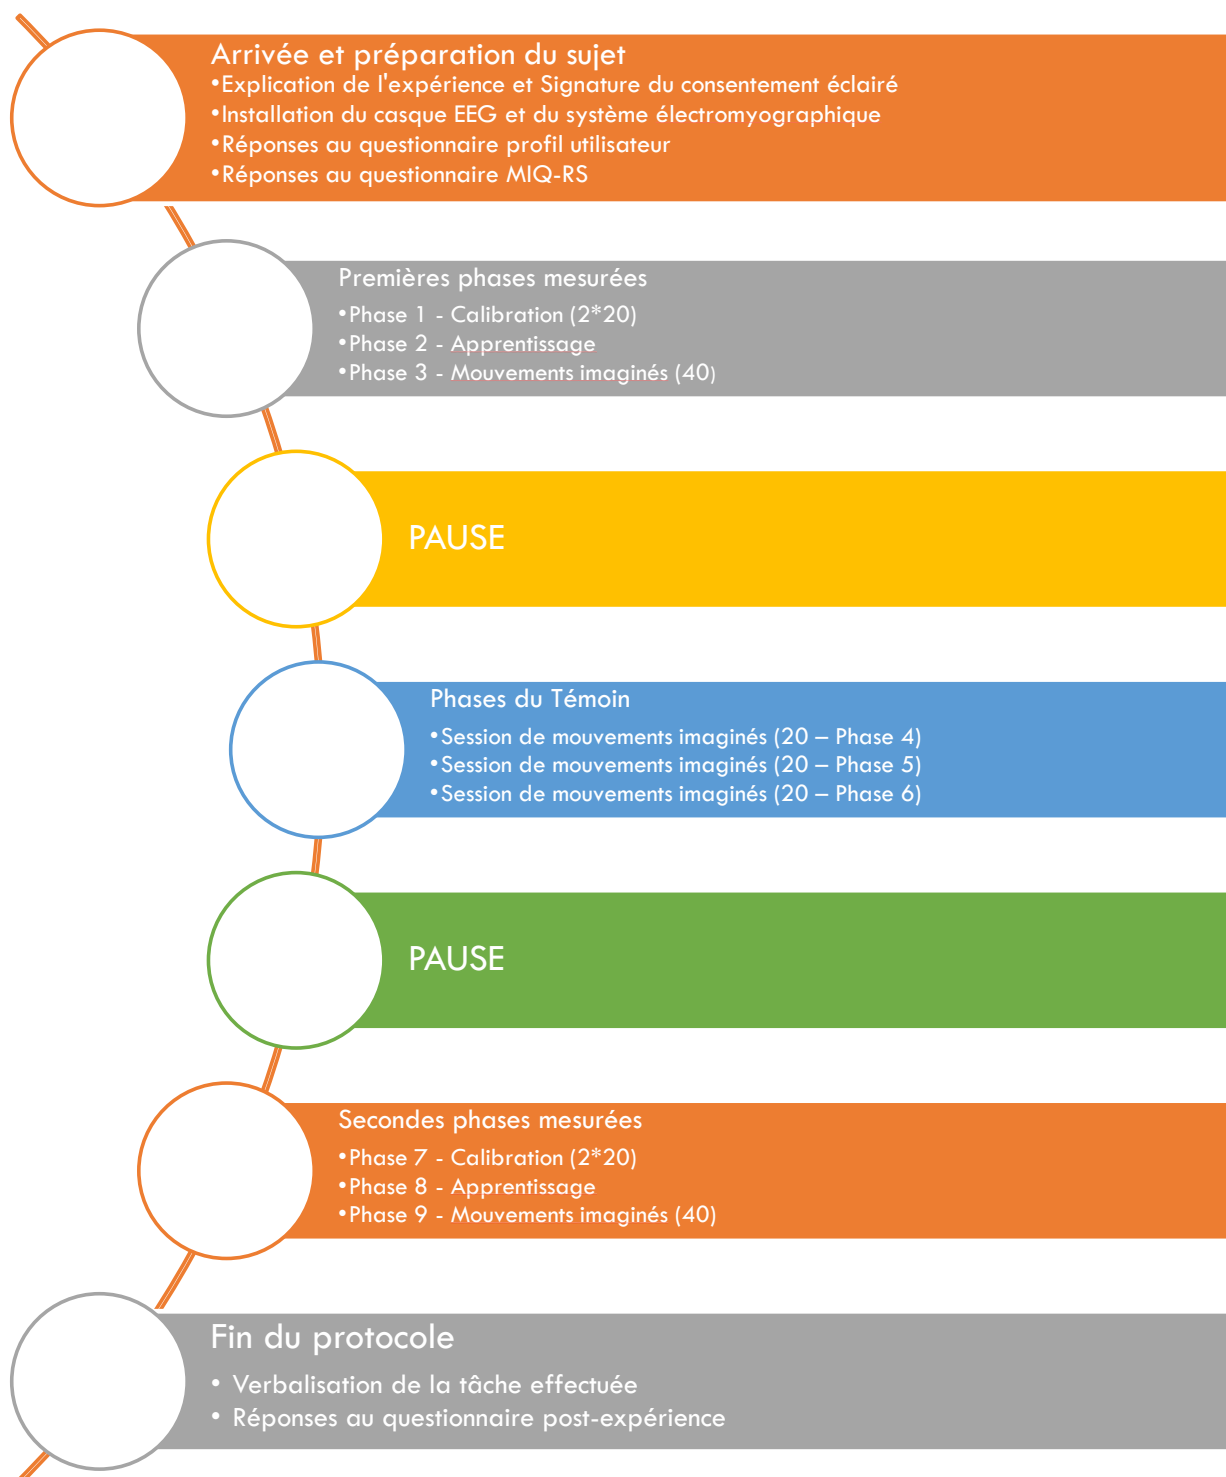 Arrivée et préparation du sujet
•Explication de l'expérience et Signature du consentement éclairé
•Installation du casque EEG et du système électromyographique
•Réponses au questionnaire profil utilisateur
•Réponses au questionnaire MIQ-RS
Premières phases mesurées
•Phase 1 - Calibration (2*20)
•Phase 2 - Apprentissage
•Phase 3 - Mouvements imaginés (40)
PAUSE
Phases du Témoin
•Session de mouvements imaginés (20 – Phase 4)
•Session de mouvements imaginés (20 – Phase 5)
•Session de mouvements imaginés (20 – Phase 6)
PAUSE
Secondes phases mesurées
•Phase 7 - Calibration (2*20)
•Phase 8 - Apprentissage
•Phase 9 - Mouvements imaginés (40)
Fin du protocole
• Verbalisation de la tâche effectuée
• Réponses au questionnaire post-expérience